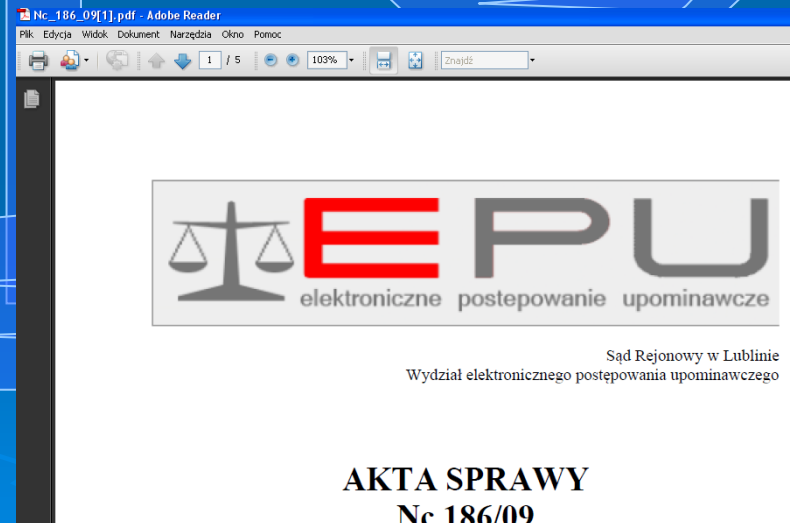 Nc_186_09[1].pdf - Adobe Reader
Plik Edycja Widok Dokument Narzędzia Okno Pomoc
1 / 5 103% Znajdź
EPU
elektroniczne postepowanie upominawcze
Sąd Rejonowy w Lublinie
Wydział elektronicznego postępowania upominawczego
AKTA SPRAWY
Nc 186/09